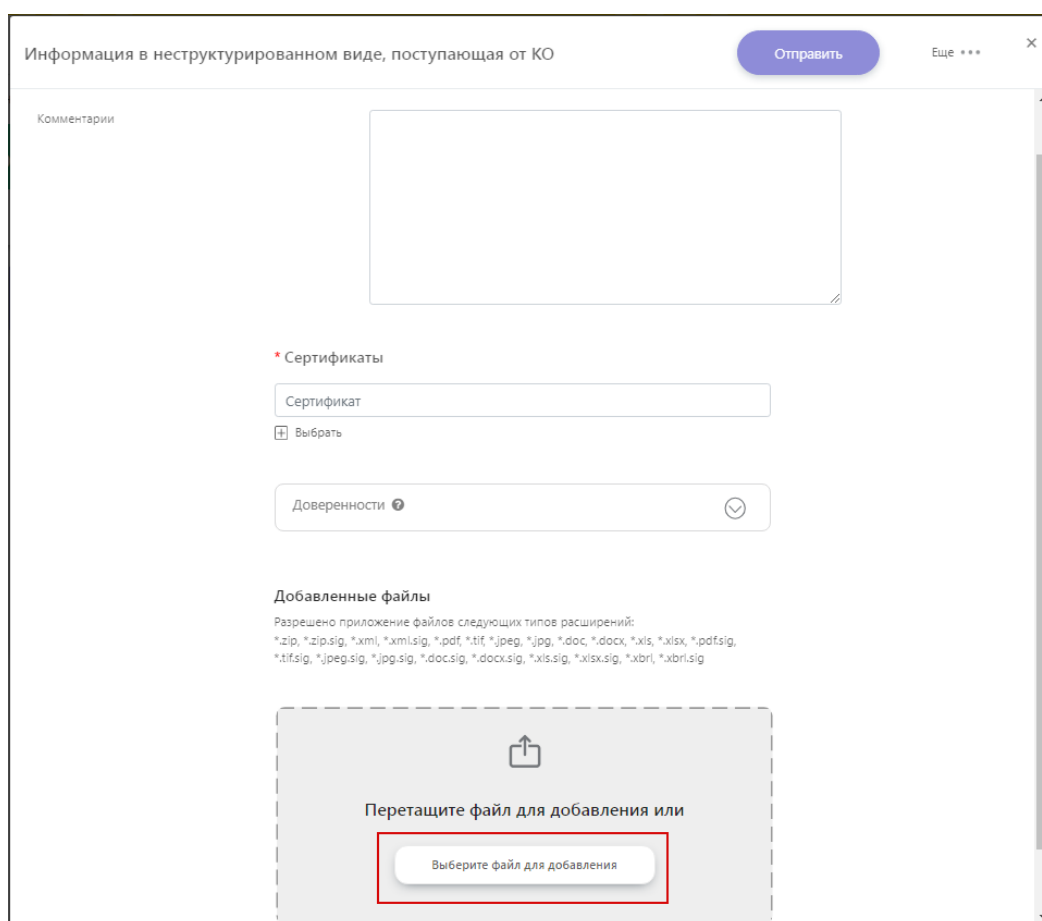 Информация в неструктурированном виде, поступающая от КО
Отправить
Еще •••
Комментарии
* Сертификаты
Сертификат
Выбрать
Доверенности
Добавленные файлы
Разрешено приложение файлов следующих типов расширений:
*.zip, *.zip.sig, *.xml, *.xml.sig, *.pdf, *.tif, *.jpeg, *.jpg, *.doc, *.docx, *.xls, *.xlsx, *.pdf.sig,
*.tif.sig, *.jpeg.sig, *.jpg.sig, *.doc.sig, *.docx.sig, *.xls.sig, *.xlsx.sig, *.xbrl, *.xbrl.sig
Перетащите файл для добавления или
Выберите файл для добавления